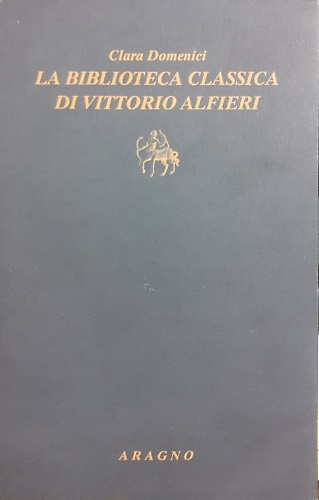 Clara Domenici
LA BIBLIOTECA CLASSICA
DI VITTORIO ALFIERI
ARAGNO